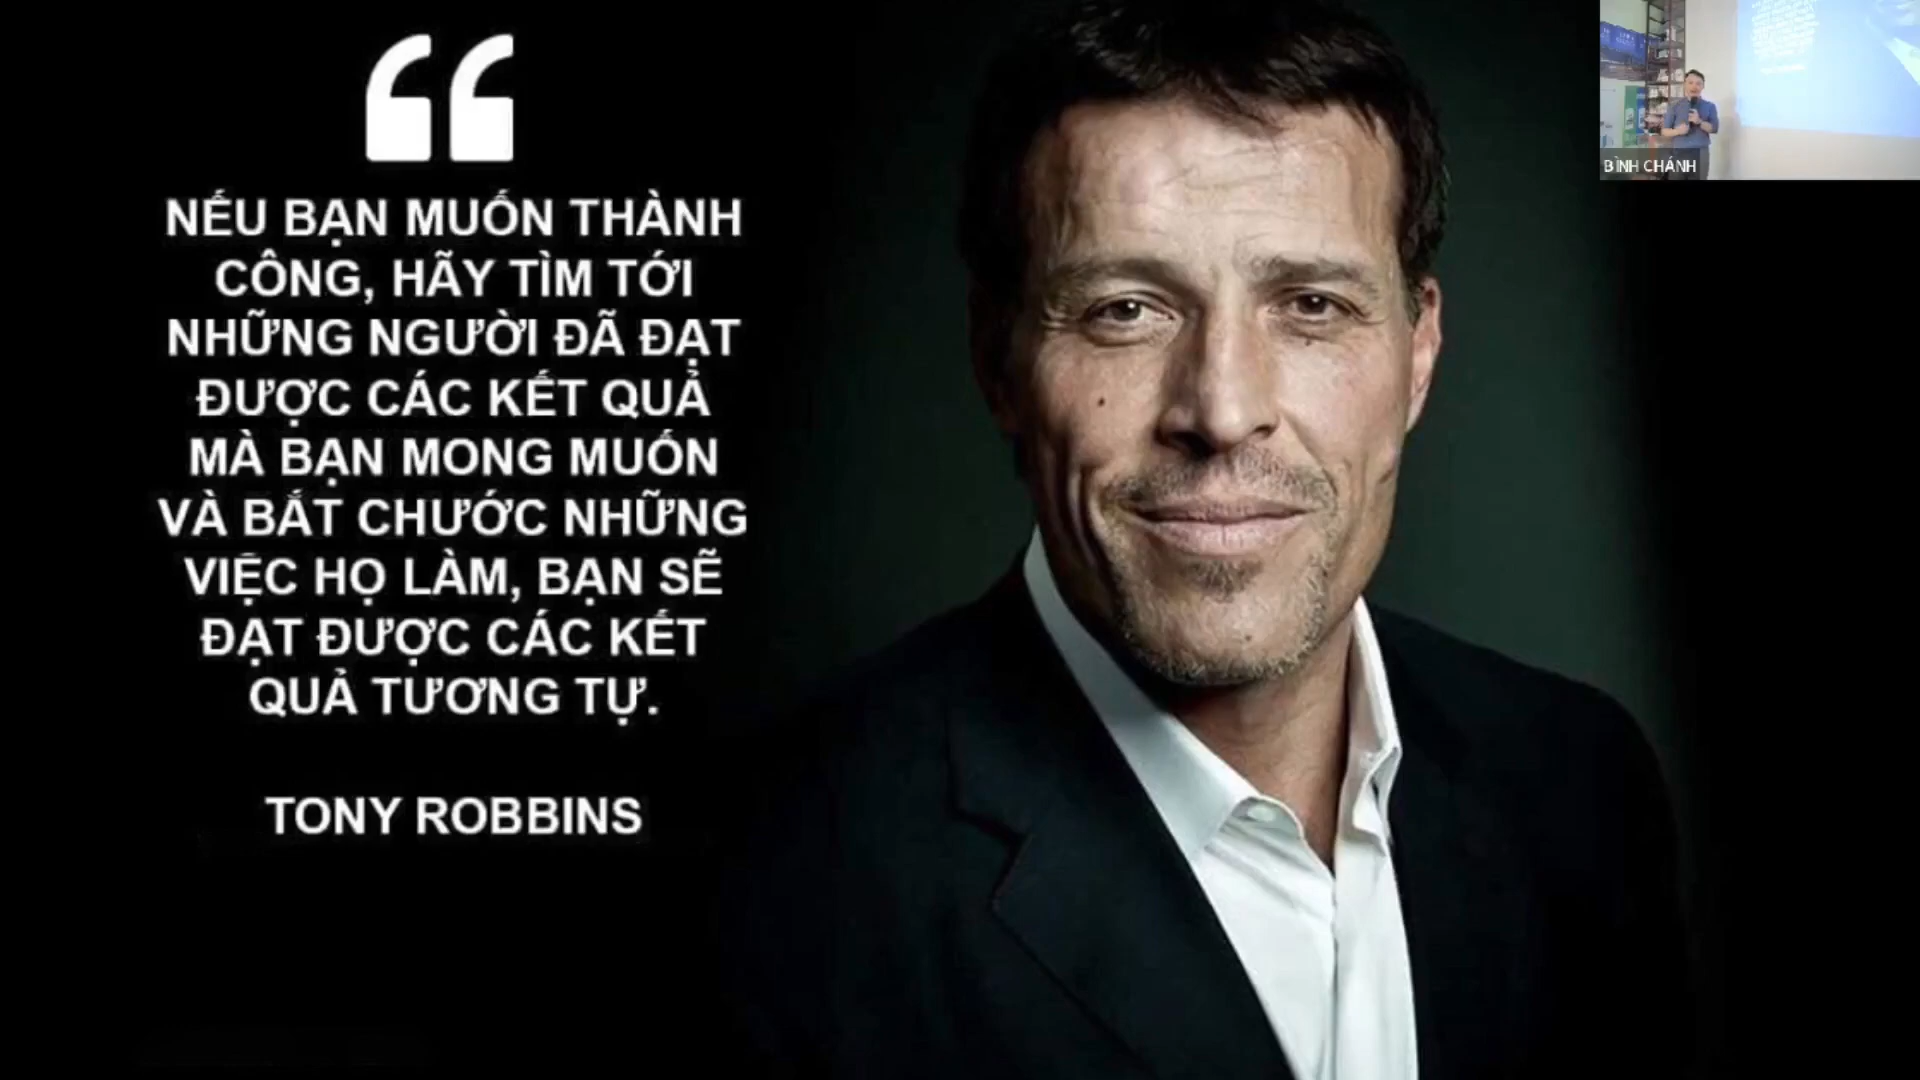 NẾU BẠN MUỐN THÀNH
CÔNG, HÃY TÌM TỚI
NHỮNG NGƯỜI ĐÃ ĐẠT
ĐƯỢC CÁC KẾT QUẢ
MÀ BẠN MONG MUỐN
VÀ BẮT CHƯỚC NHỮNG
VIỆC HỌ LÀM, BẠN SẼ
ĐẠT ĐƯỢC CÁC KẾT
QUẢ TƯƠNG TỰ.
TONY ROBBINS
BÌNH CHÁNH